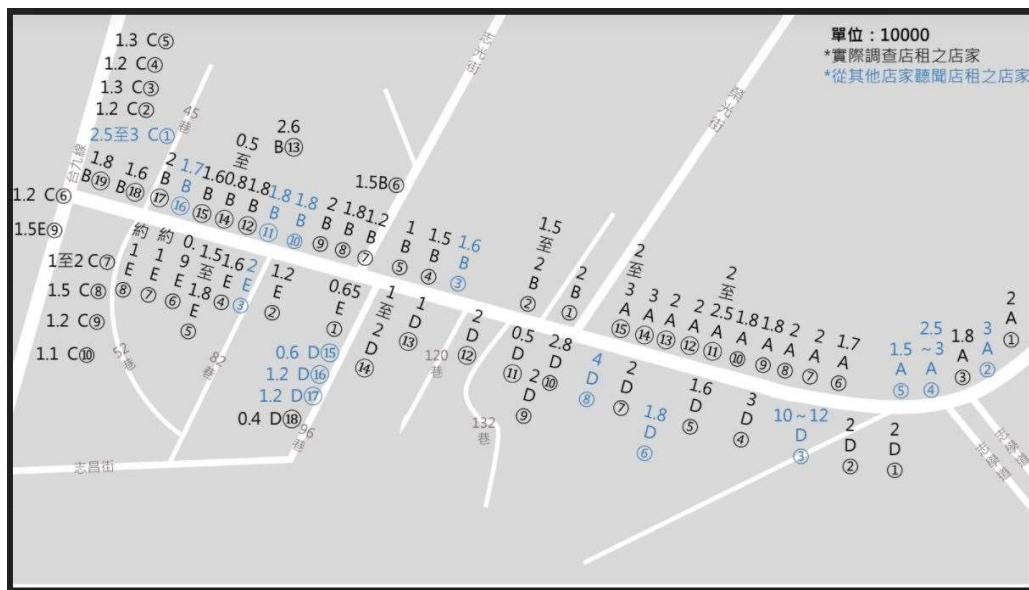 單位：10000
*實際調查店租之店家
*從其他店家聽聞店租之店家
1.3 C⑤
1.2 C④
1.3 C③
1.2 C②
2.5至3 C①
台九線
1.2 C⑥
1.5E⑨
1至2 C⑦
1.5 C⑧
1.2 C⑨
1.1 C⑩
45巷
志光街
榮光街
1.8 B⑲
1.6 B⑱
2 B⑰
1.7 B⑯
1.6 B⑮
0.5至0.8 B⑭
2.6 B⑬
1.8 B⑫
1.8 B⑪
1.8 B⑩
2 B⑨
1.8 B⑧
1.2 B⑦
1.5B⑥
1 B⑤
1.5 B④
1.6 B③
1.5至2 B②
2 B①
2至3 A⑮
3 A⑭
2 A⑬
2 A⑫
2至2.5 A⑪
1.8 A⑩
1.8 A⑨
2 A⑧
2 A⑦
1.7 A⑥
1.5 A⑤
2.5~3 A④
1.8 A③
3 A②
2 A①
約1 E⑧
約1 E⑦
0.9 E⑥
1.5至1.8 E⑤
1.6 E④
2 E③
1.2 E②
0.65 E①
0.6 D⑮
1.2 D⑯
1.2 D⑰
0.4 D⑱
1至2 D⑭
1 D⑬
2 D⑫
0.5 D⑪
2.8 D⑩
2 D⑨
4 D⑧
2 D⑦
1.8 D⑥
1.6 D⑤
3 D④
10~12 D③
2 D②
2 D①
52巷
82巷
96巷
120巷
132巷
志昌街